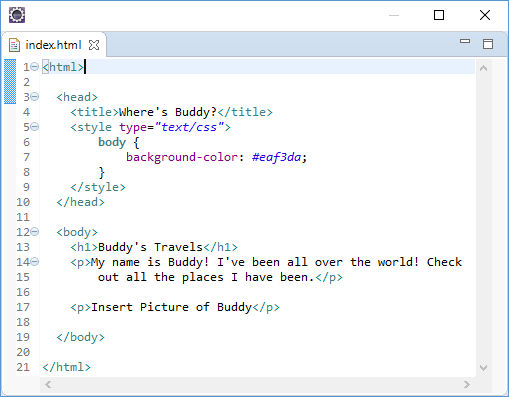 index.html
1 <html>
2
3 <head>
4 <title>Where's Buddy?</title>
5 <style type="text/css">
6 body {
7 background-color: #eaf3da;
8 }
9 </style>
10 </head>
11
12 <body>
13 <h1>Buddy's Travels</h1>
14 <p>My name is Buddy! I've been all over the world! Check
15 out all the places I have been.</p>
16
17 <p>Insert Picture of Buddy</p>
18
19 </body>
20
21 </html>